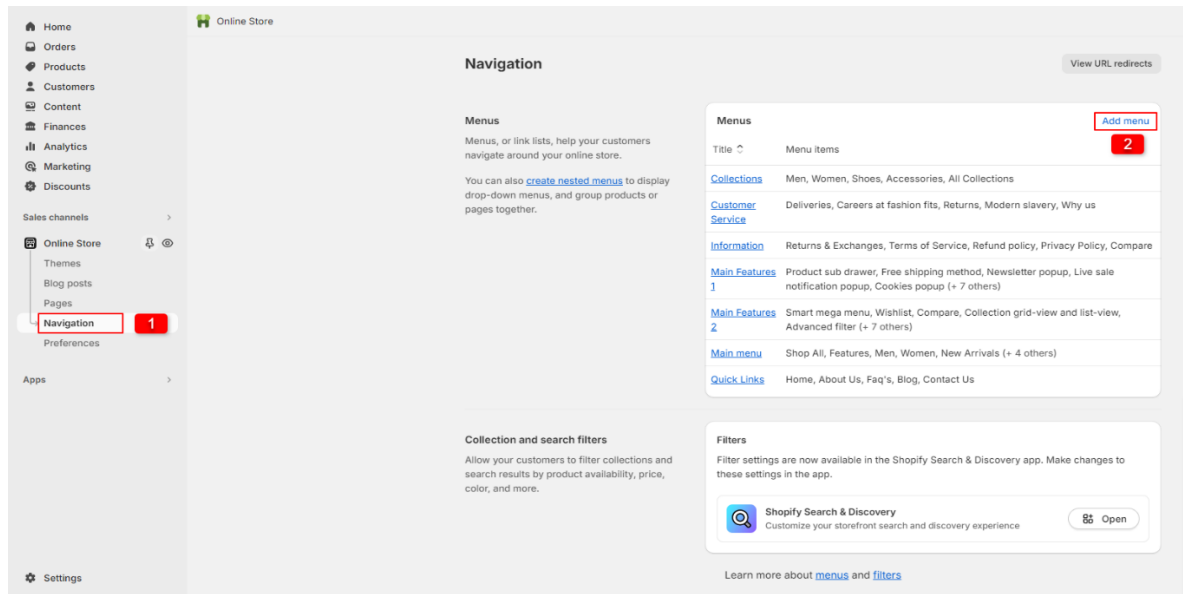 Home
Orders
Products
Customers
Content
Finances
Analytics
Marketing
Discounts
Sales channels
Online Store
Themes
Blog posts
Pages
Navigation
1
Preferences
Apps
Settings
Online Store
Navigation
View URL redirects
Menus
Menus, or link lists, help your customers
navigate around your online store.
You can also create nested menus to display
drop-down menus, and group products or
pages together.
Menus
Add menu
2
Title
Menu items
Collections
Men, Women, Shoes, Accessories, All Collections
Customer
Service
Deliveries, Careers at fashion fits, Returns, Modern slavery, Why us
Information
Returns & Exchanges, Terms of Service, Refund policy, Privacy Policy, Compare
Main Features
1
Product sub drawer, Free shipping method, Newsletter popup, Live sale
notification popup, Cookies popup (+ 7 others)
Main Features
2
Smart mega menu, Wishlist, Compare, Collection grid-view and list-view,
Advanced filter (+ 7 others)
Main menu
Shop All, Features, Men, Women, New Arrivals (+ 4 others)
Quick Links
Home, About Us, Faq's, Blog, Contact Us
Collection and search filters
Allow your customers to filter collections and
search results by product availability, price,
color, and more.
Filters
Filter settings are now available in the Shopify Search & Discovery app. Make changes to
these settings in the app.
Shopify Search & Discovery
Customize your storefront search and discovery experience
Open
Learn more about menus and filters